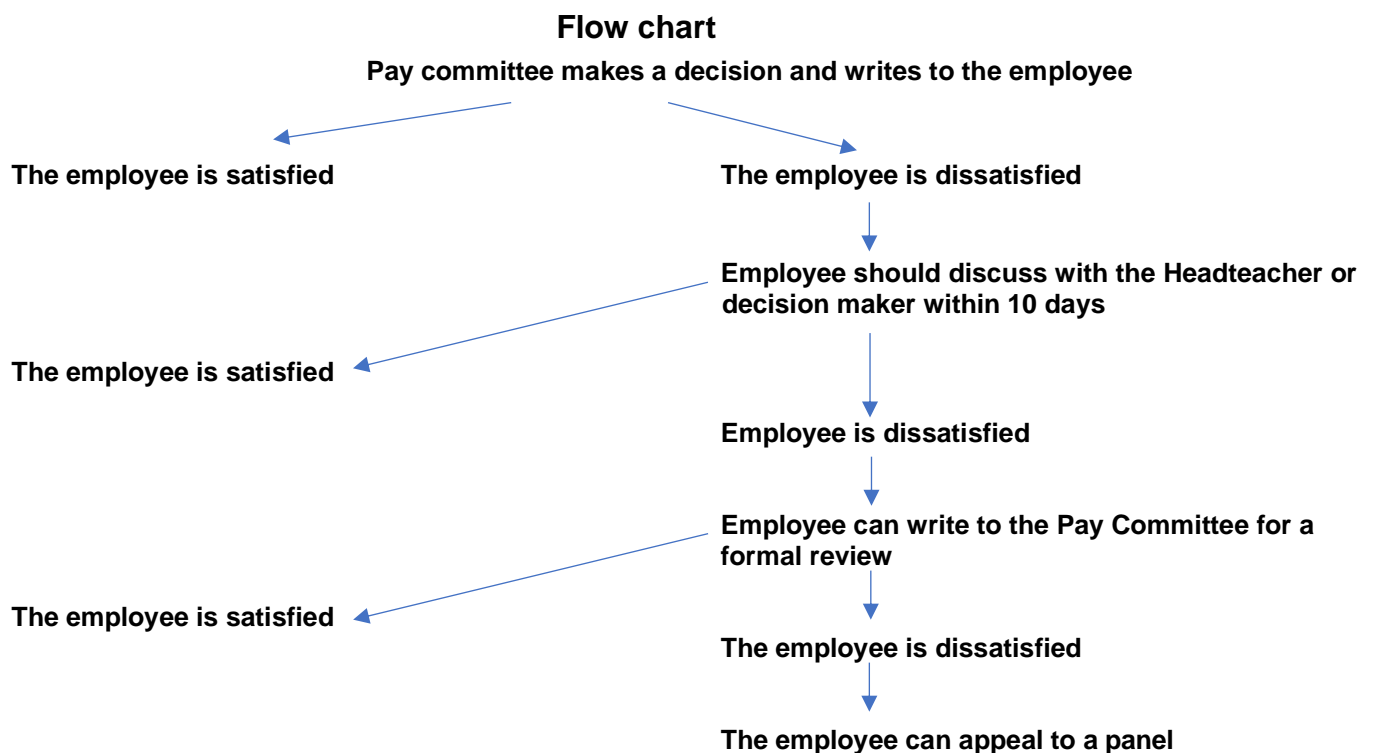 Flow chart
Pay committee makes a decision and writes to the employee
The employee is satisfied
The employee is dissatisfied
Employee should discuss with the Headteacher or
decision maker within 10 days
The employee is satisfied
Employee is dissatisfied
Employee can write to the Pay Committee for a
formal review
The employee is satisfied
The employee is dissatisfied
The employee can appeal to a panel